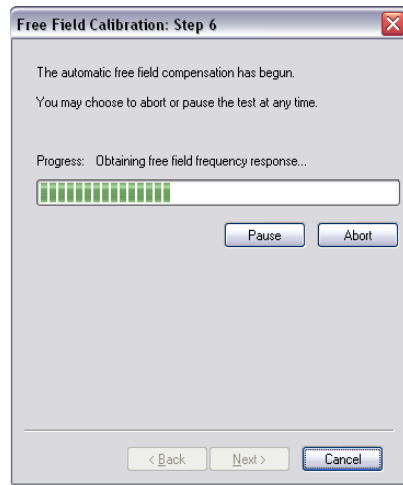 Free Field Calibration: Step 6
The automatic free field compensation has begun.
You may choose to abort or pause the test at any time.
Progress: Obtaining free field frequency response...
Pause Abort
< Back Next > Cancel